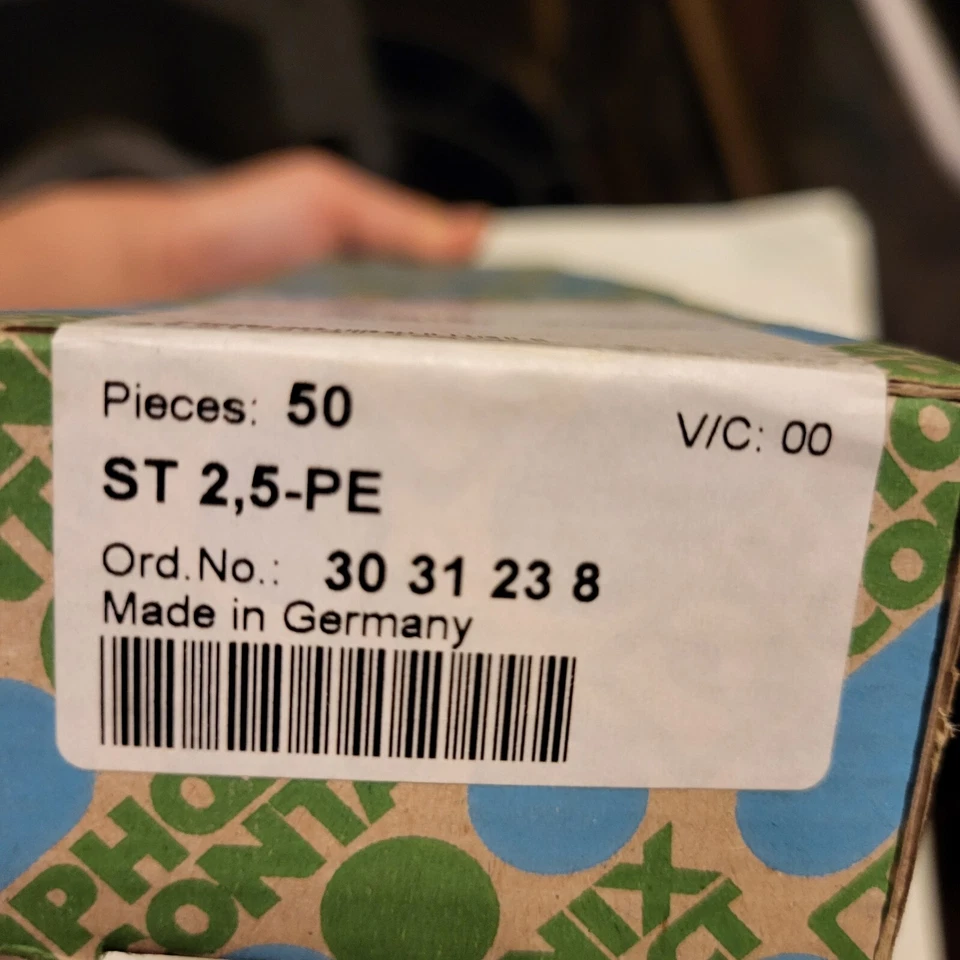 Pieces: 50
V/C: 00
ST 2,5-PE
Ord.No.: 30 31 23 8
Made in Germany